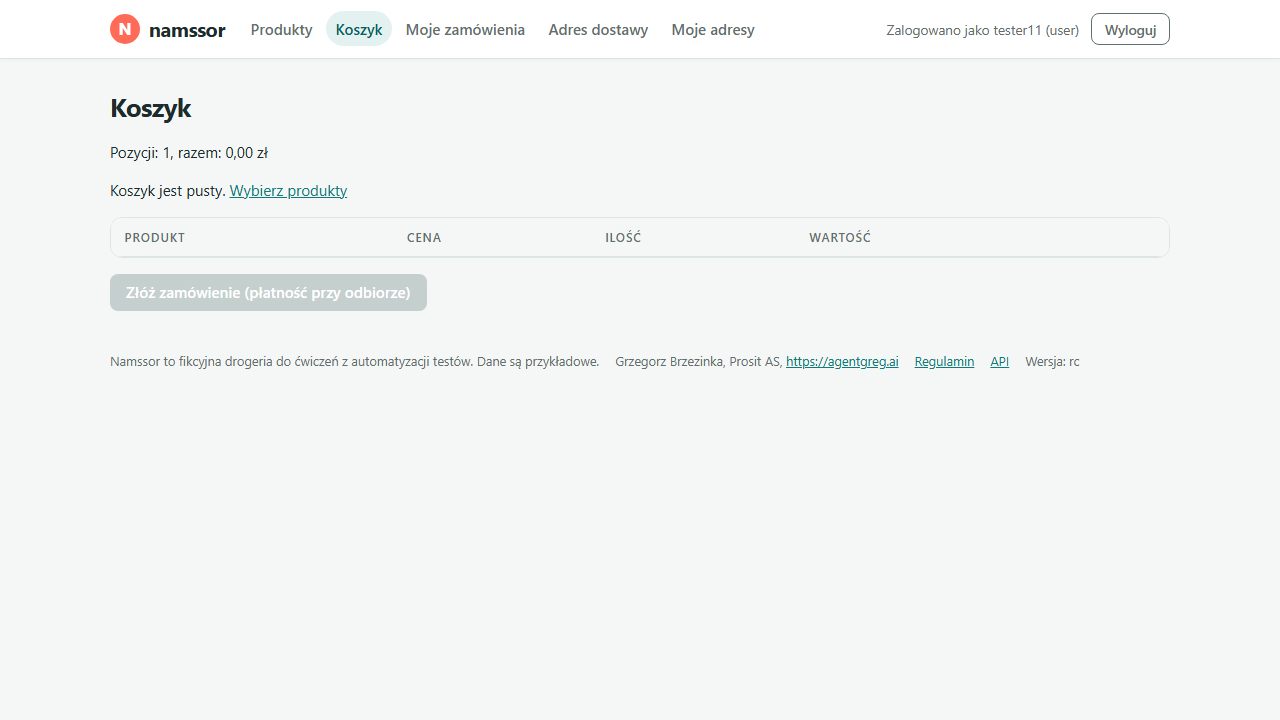 N namssor Produkty Koszyk Moje zamówienia Adres dostawy Moje adresy Zalogowano jako tester11 (user) Wyloguj
Koszyk
Pozycji: 1, razem: 0,00 zł
Koszyk jest pusty. Wybierz produkty
PRODUKT CENA ILOŚĆ WARTOŚĆ
Złóż zamówienie (płatność przy odbiorze)
Namssor to fikcyjna drogeria do ćwiczeń z automatyzacji testów. Dane są przykładowe. Grzegorz Brzezinka, Prosit AS, https://agentgreg.ai Regulamin API Wersja: rc